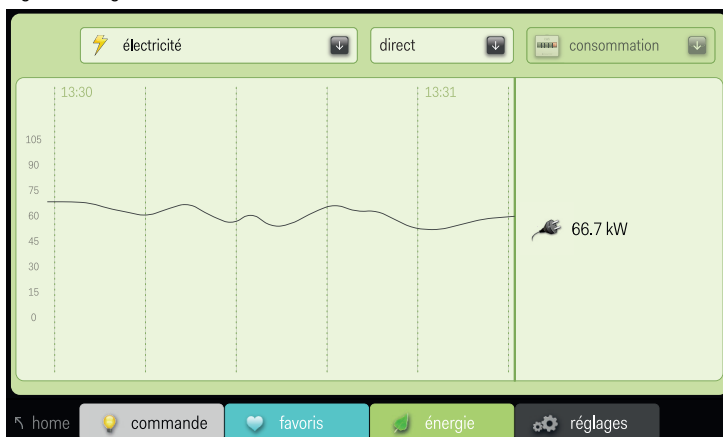 électricité
direct
consommation
13:30
13:31
105
90
75
60
45
30
15
0
66.7 kW
home
commande
favoris
énergie
réglages